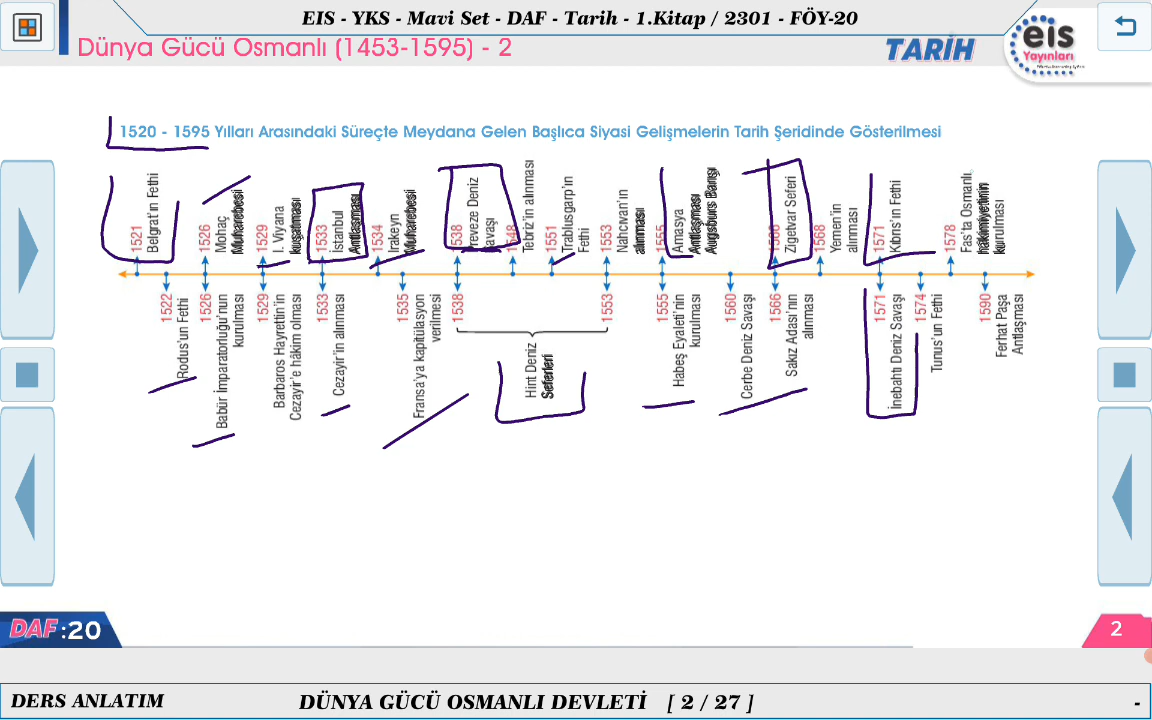 EIS - YKS - Mavi Set - DAF - Tarih - 1.Kitap / 2301 - FÖY-20
Dünya Gücü Osmanlı (1453-1595) - 2
TARİH
eis
Yayınları
1520 - 1595 Yılları Arasındaki Süreçte Meydana Gelen Başlıca Siyasi Gelişmelerin Tarih Şeridinde Gösterilmesi
1521
Belgrat'ın Fethi
1526
Mohaç
Muharebesi
1529
I. Viyana
kuşatması
1533
İstanbul
Antlaşması
1534
Irakeyn
Muharebesi
1538
Preveze Deniz
Savaşı
1548
Tebriz'in alınması
1551
Trablusgarp'ın
Fethi
1553
Nahcıvan'ın
alınması
1555
Amasya
Antlaşması
Augsburg Barışı
1566
Zigetvar Seferi
1568
Yemen'in
alınması
1571
Kıbrıs'ın Fethi
1578
Fas'ta Osmanlı
hâkimiyetinin
kurulması
1522
Rodus'un Fethi
1526
Babür İmparatorluğu'nun
kurulması
1529
Barbaros Hayrettin'in
Cezayir'e hâkim olması
1533
Cezayir'in alınması
1535
Fransa'ya kapitülasyon
verilmesi
1538
1553
Hint Deniz
Seferleri
1555
Habeş Eyaleti'nin
kurulması
1560
Cerbe Deniz Savaşı
1566
Sakız Adası'nın
alınması
1571
İnebahtı Deniz Savaşı
1574
Tunus'un Fethi
1590
Ferhat Paşa
Antlaşması
DAF :20
2
DERS ANLATIM
DÜNYA GÜCÜ OSMANLI DEVLETİ [ 2 / 27 ]
-